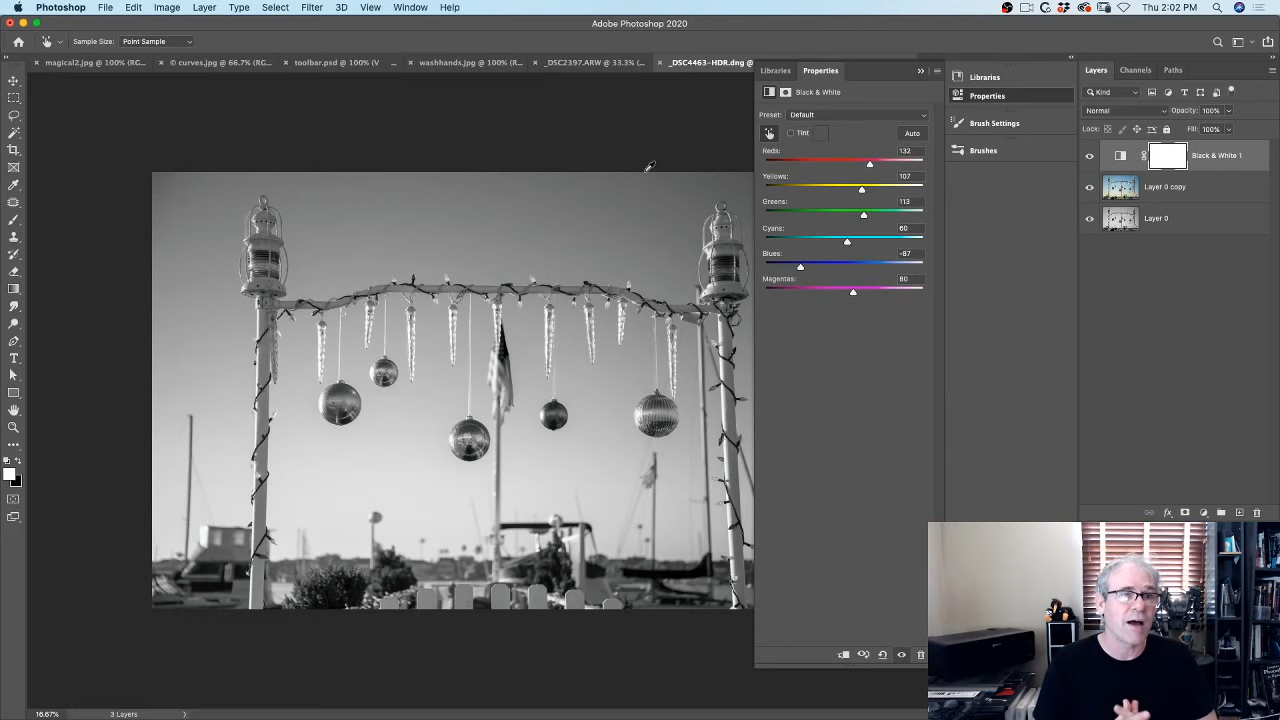 Photoshop File Edit Image Layer Type Select Filter 3D View Window Help Thu 2:02 PM
Adobe Photoshop 2020
Sample Size: Point Sample
magical2.jpg @ 100% (RG... © curves.jpg @ 66.7% (RG... toolbar.psd @ 100% (V ... washhands.jpg @ 100% (R... _DSC2397.ARW @ 33.3% (... _DSC4463-HDR.dng @
Libraries Properties
Black & White
Preset: Default
Tint Auto
Reds: 132
Yellows: 107
Greens: 113
Cyans: 60
Blues: -87
Magentas: 80
Libraries
Properties
Brush Settings
Brushes
Layers Channels Paths
Kind
Normal Opacity: 100%
Lock: Fill: 100%
Black & White 1
Layer 0 copy
Layer 0
16.67% 3 Layers